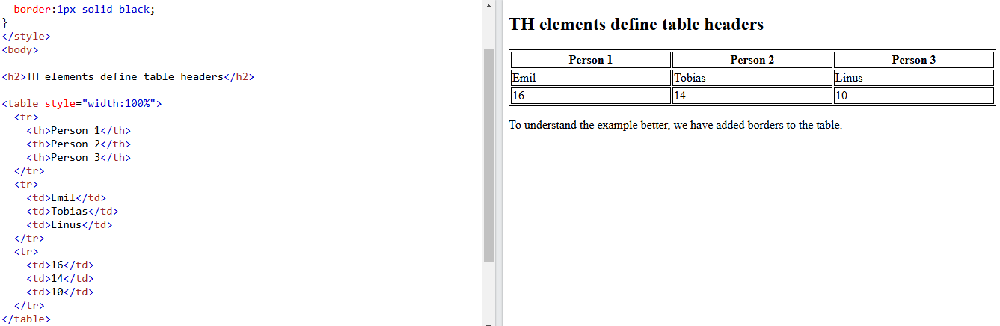 border:1px solid black;
}
</style>
<body>
<h2>TH elements define table headers</h2>
<table style="width:100%">
<tr>
<th>Person 1</th>
<th>Person 2</th>
<th>Person 3</th>
</tr>
<tr>
<td>Emil</td>
<td>Tobias</td>
<td>Linus</td>
</tr>
<tr>
<td>16</td>
<td>14</td>
<td>10</td>
</tr>
</table>
TH elements define table headers
Person 1 Person 2 Person 3
Emil Tobias Linus
16 14 10
To understand the example better, we have added borders to the table.